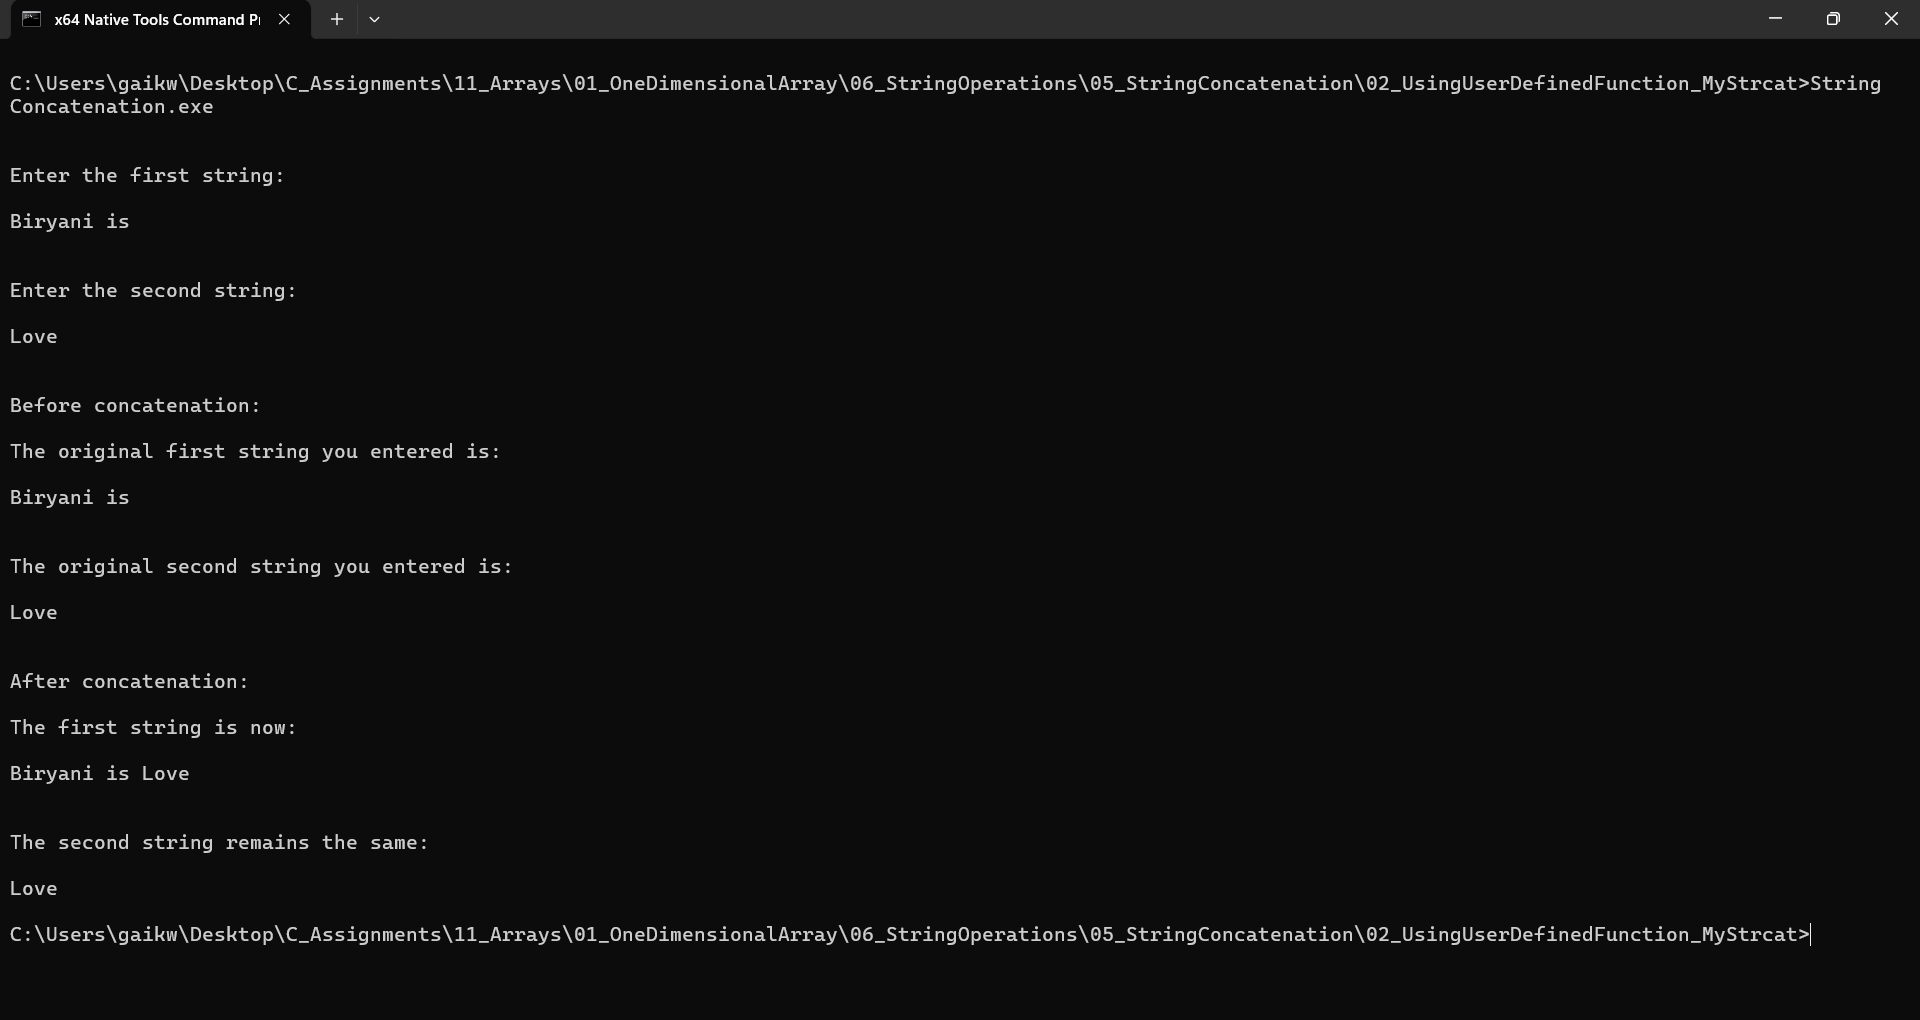 x64 Native Tools Command Pr
C:\Users\gaikw\Desktop\C_Assignments\11_Arrays\01_OneDimensionalArray\06_StringOperations\05_StringConcatenation\02_UsingUserDefinedFunction_MyStrcat>String
Concatenation.exe
Enter the first string:
Biryani is
Enter the second string:
Love
Before concatenation:
The original first string you entered is:
Biryani is
The original second string you entered is:
Love
After concatenation:
The first string is now:
Biryani is Love
The second string remains the same:
Love
C:\Users\gaikw\Desktop\C_Assignments\11_Arrays\01_OneDimensionalArray\06_StringOperations\05_StringConcatenation\02_UsingUserDefinedFunction_MyStrcat>